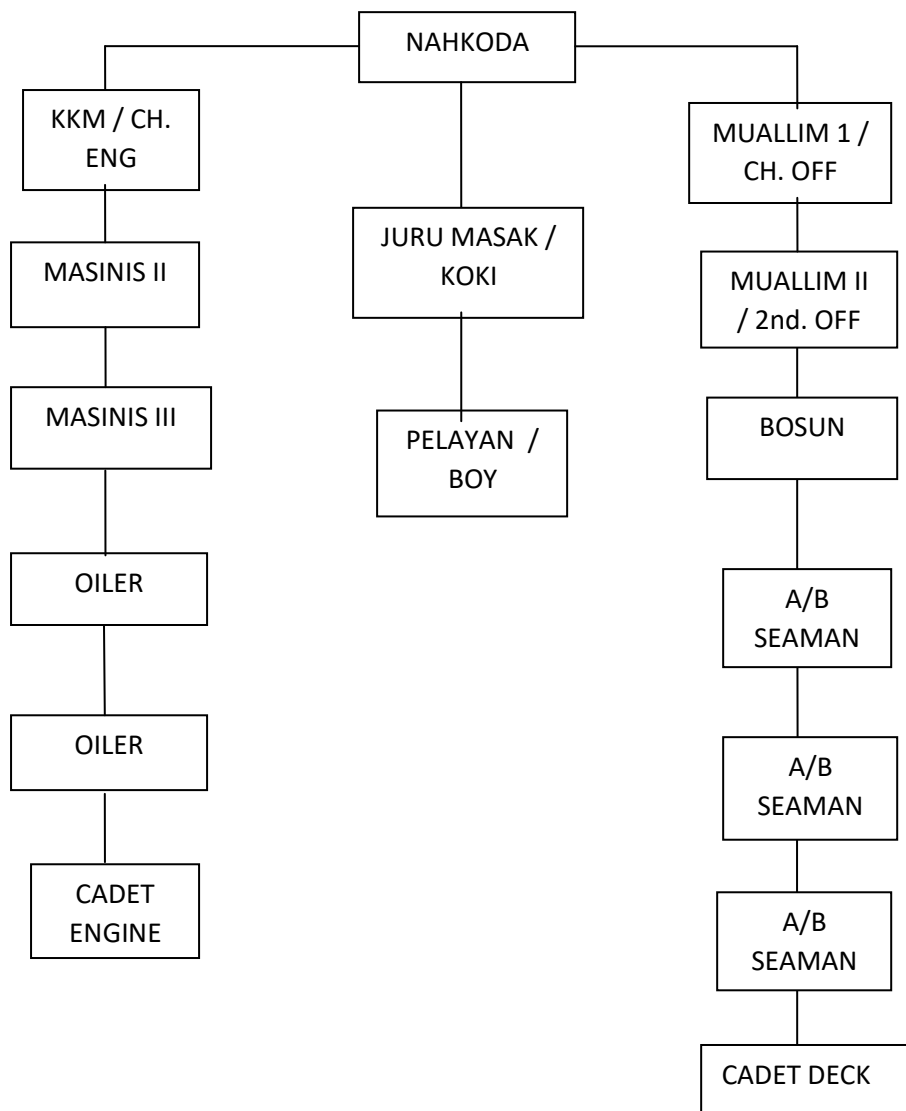 NAHKODA
KKM / CH.
ENG
MASINIS II
MASINIS III
OILER
OILER
CADET
ENGINE
JURU MASAK /
KOKI
PELAYAN /
BOY
MUALLIM 1 /
CH. OFF
MUALLIM II
/ 2nd. OFF
BOSUN
A/B
SEAMAN
A/B
SEAMAN
A/B
SEAMAN
CADET DECK